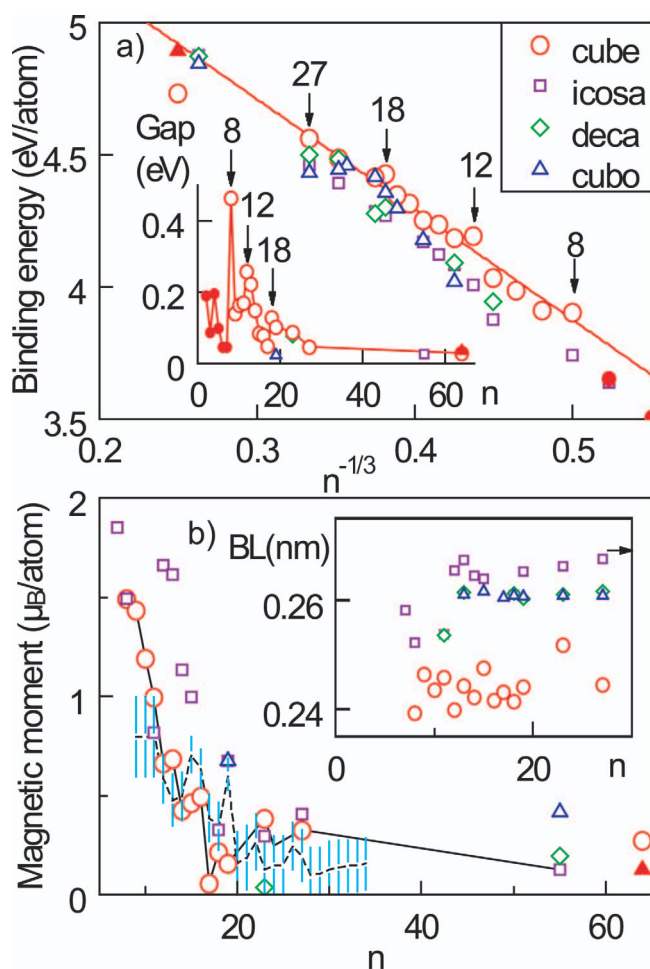 5
a)
cube
icosa
deca
cubo
27
18
12
8
Gap
(eV)
8
12
18
0.4
0.2
0
0 20 40 60 n
4.5
4
3.5
Binding energy (eV/atom)
0.2 0.3 0.4 0.5
n-1/3
2
1
0
b)
BL(nm)
0.26
0.24
0 20 n
Magnetic moment (μB/atom)
20 40 60
n